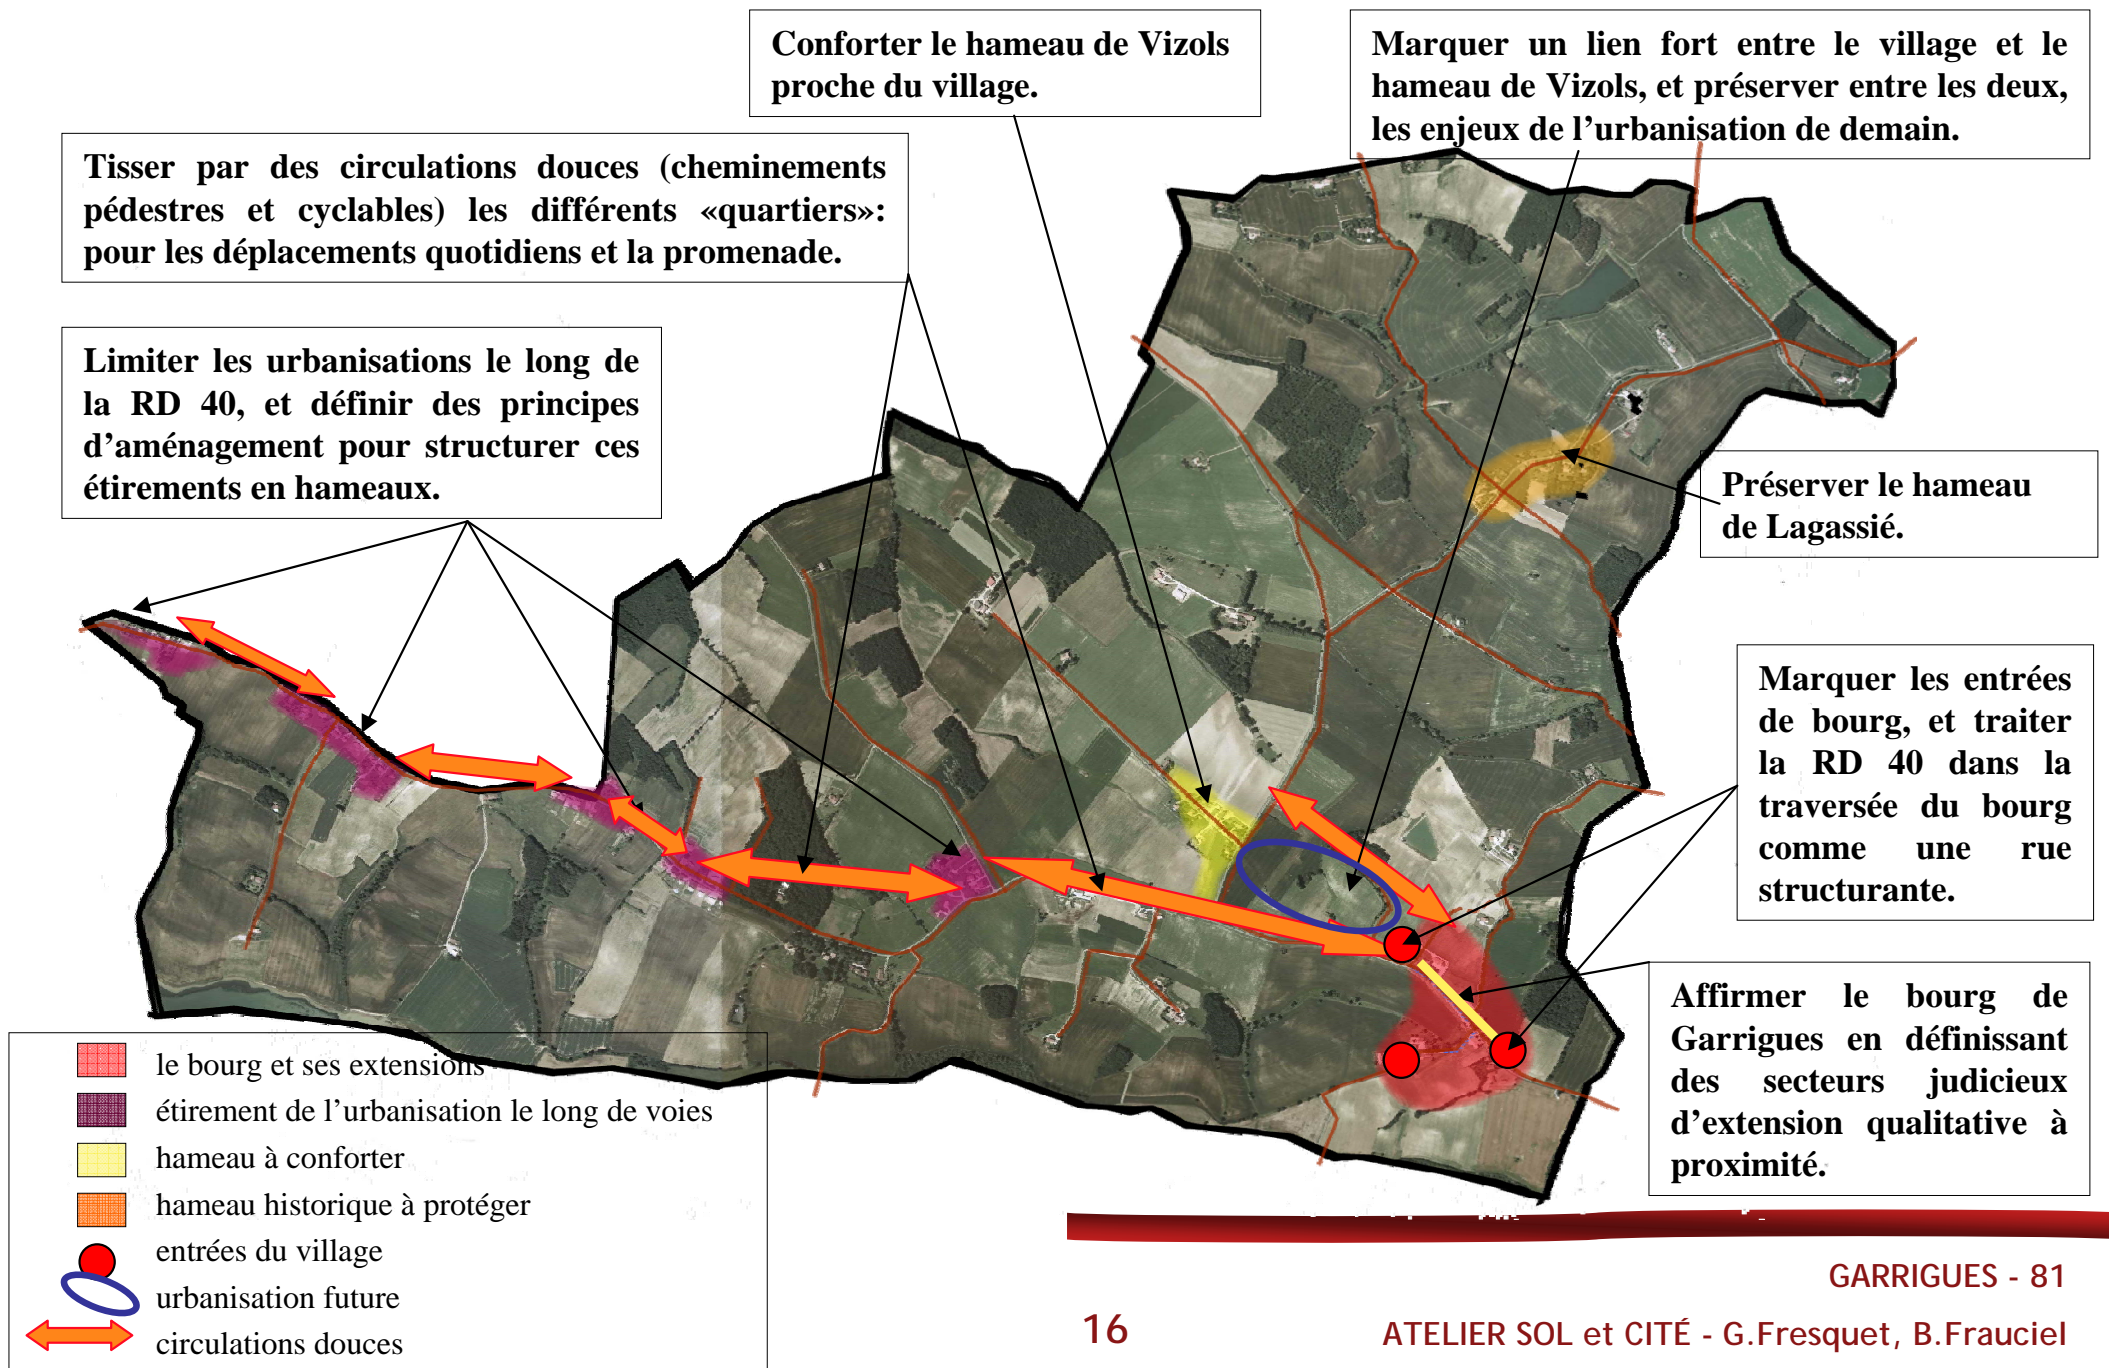 Conforter le hameau de Vizols
proche du village.
Marquer un lien fort entre le village et le
hameau de Vizols, et préserver entre les deux,
les enjeux de l’urbanisation de demain.
Tisser par des circulations douces (cheminements
pédestres et cyclables) les différents «quartiers»:
pour les déplacements quotidiens et la promenade.
Limiter les urbanisations le long de
la RD 40, et définir des principes
d’aménagement pour structurer ces
étirements en hameaux.
Préserver le hameau
de Lagassié.
Marquer les entrées
de bourg, et traiter
la RD 40 dans la
traversée du bourg
comme une rue
structurante.
Affirmer le bourg de
Garrigues en définissant
des secteurs judicieux
d’extension qualitative à
proximité.
le bourg et ses extensions
étirement de l’urbanisation le long de voies
hameau à conforter
hameau historique à protéger
entrées du village
urbanisation future
circulations douces
GARRIGUES - 81
16
ATELIER SOL et CITÉ - G.Fresquet, B.Frauciel